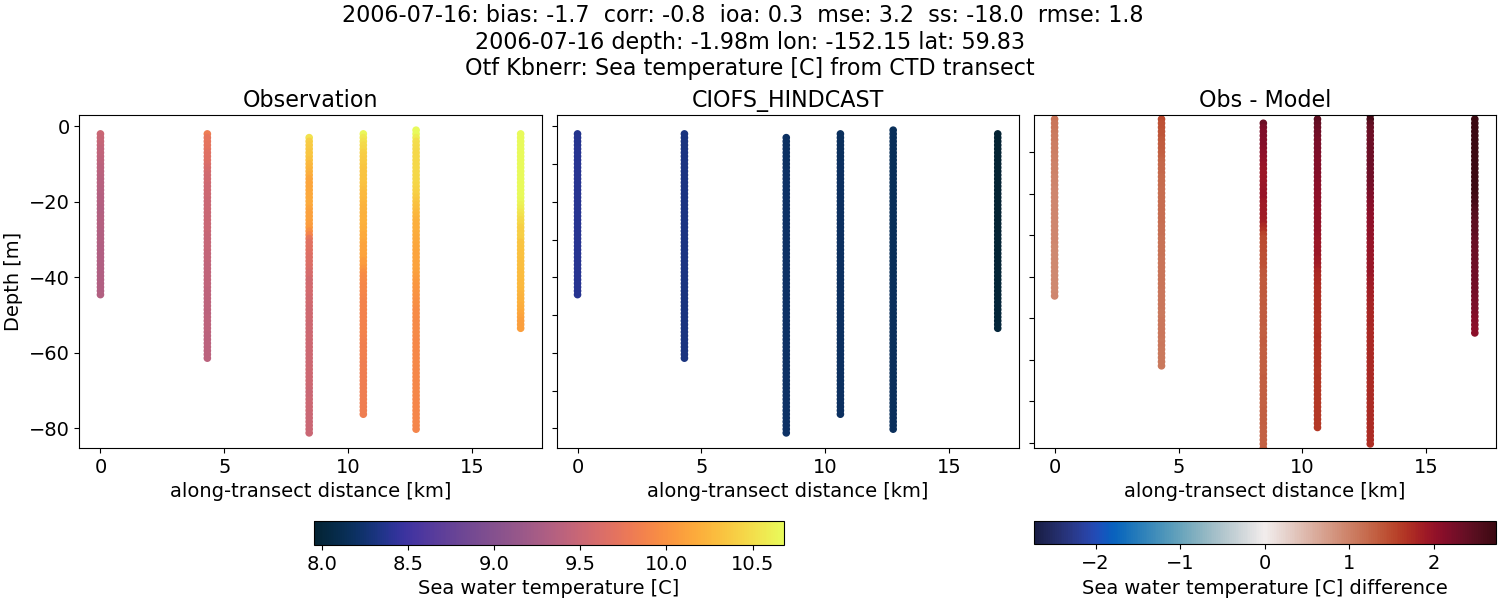 2006-07-16: bias: -1.7  corr: -0.8  ioa: 0.3  mse: 3.2  ss: -18.0  rmse: 1.8
2006-07-16 depth: -1.98m lon: -152.15 lat: 59.83
Otf Kbnerr: Sea temperature [C] from CTD transect
Observation
CIOFS_HINDCAST
Obs - Model
Depth [m]
0
−20
−40
−60
−80
0 5 10 15
0 5 10 15
0 5 10 15
along-transect distance [km]
along-transect distance [km]
along-transect distance [km]
8.0 8.5 9.0 9.5 10.0 10.5
Sea water temperature [C]
−2 −1 0 1 2
Sea water temperature [C] difference